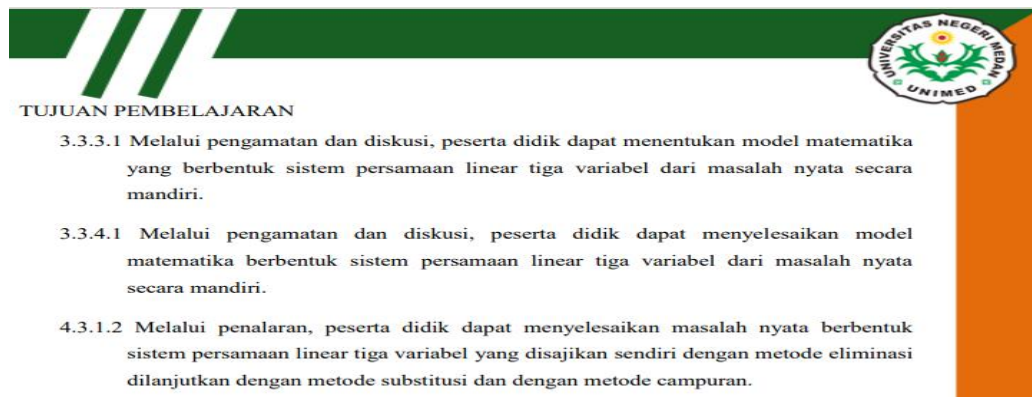 UNIVERSITAS NEGERI MEDAN
UNIMED
TUJUAN PEMBELAJARAN
3.3.3.1 Melalui pengamatan dan diskusi, peserta didik dapat menentukan model matematika
yang berbentuk sistem persamaan linear tiga variabel dari masalah nyata secara
mandiri.
3.3.4.1 Melalui pengamatan dan diskusi, peserta didik dapat menyelesaikan model
matematika berbentuk sistem persamaan linear tiga variabel dari masalah nyata
secara mandiri.
4.3.1.2 Melalui penalaran, peserta didik dapat menyelesaikan masalah nyata berbentuk
sistem persamaan linear tiga variabel yang disajikan sendiri dengan metode eliminasi
dilanjutkan dengan metode substitusi dan dengan metode campuran.